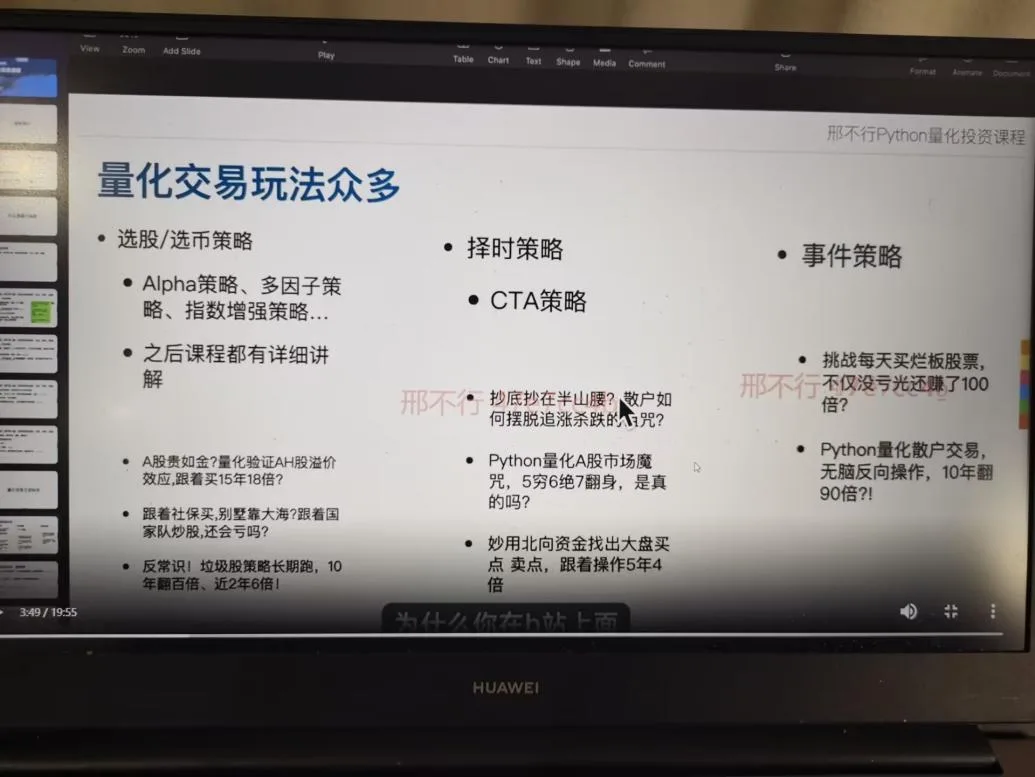 View
Zoom
Add Slide
Play
Table
Chart
Text
Shape
Media
Comment
Share
Format
Animate
Document
邢不行Python量化投资课程
量化交易玩法众多
• 选股/选币策略
• Alpha策略、多因子策
略、指数增强策略...
• 之后课程都有详细讲
解
• A股贵如金?量化验证AH股溢价
效应,跟着买15年18倍?
• 跟着社保买,别墅靠大海?跟着国
家队炒股,还会亏吗?
• 反常识！垃圾股策略长期跑，10
年翻百倍、近2年6倍!
• 择时策略
• CTA策略
• 抄底抄在半山腰？散户如
何摆脱追涨杀跌的咒?
• Python量化A股市场魔
咒，5穷6绝7翻身，是真
的吗?
• 妙用北向资金找出大盘买
点 卖点，跟着操作5年4
倍
• 事件策略
• 挑战每天买烂板股票，
不仅没亏光还赚了100
倍?
• Python量化散户交易，
无脑反向操作，10年翻
90倍?!
邢不行
邢不行
3:49 / 19:55
为什么你在b站上面
HUAWEI